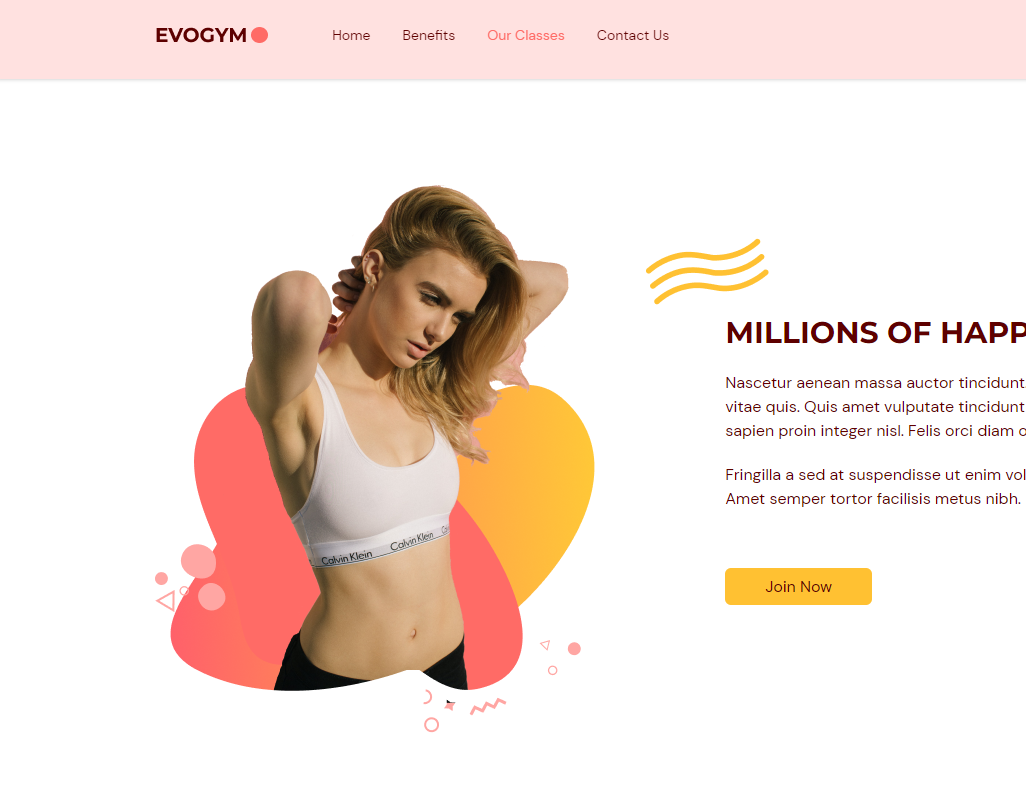 EVOGYM
Home Benefits Our Classes Contact Us
MILLIONS OF HAPP
Nascetur aenean massa auctor tincidunt.
vitae quis. Quis amet vulputate tincidunt
sapien proin integer nisl. Felis orci diam
Fringilla a sed at suspendisse ut enim vol
Amet semper tortor facilisis metus nibh.
Calvin Klein Calvin Klein
Join Now